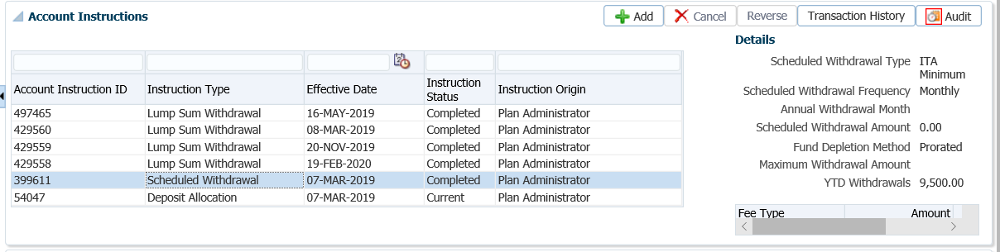 Account Instructions
Add Cancel Reverse Transaction History Audit
Account Instruction ID Instruction Type Effective Date Instruction Status Instruction Origin
497465 Lump Sum Withdrawal 16-MAY-2019 Completed Plan Administrator
429560 Lump Sum Withdrawal 08-MAR-2019 Completed Plan Administrator
429559 Lump Sum Withdrawal 20-NOV-2019 Completed Plan Administrator
429558 Lump Sum Withdrawal 19-FEB-2020 Completed Plan Administrator
399611 Scheduled Withdrawal 07-MAR-2019 Completed Plan Administrator
54047 Deposit Allocation 07-MAR-2019 Current Plan Administrator
Details
Scheduled Withdrawal Type ITA
Minimum
Scheduled Withdrawal Frequency Monthly
Annual Withdrawal Month
Scheduled Withdrawal Amount 0.00
Fund Depletion Method Prorated
Maximum Withdrawal Amount
YTD Withdrawals 9,500.00
Fee Type Amount